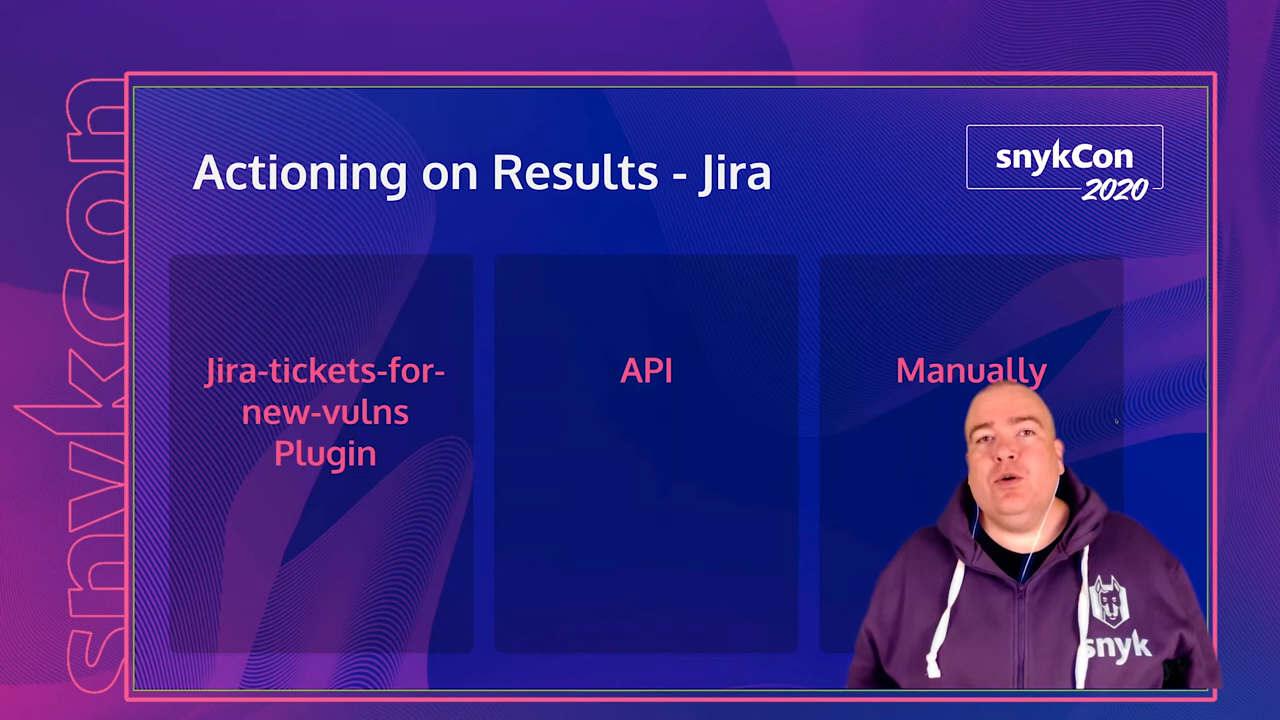 snykcon
Actioning on Results - Jira
snykCon
2020
Jira-tickets-for-
new-vulns
Plugin
API
Manually
snyk